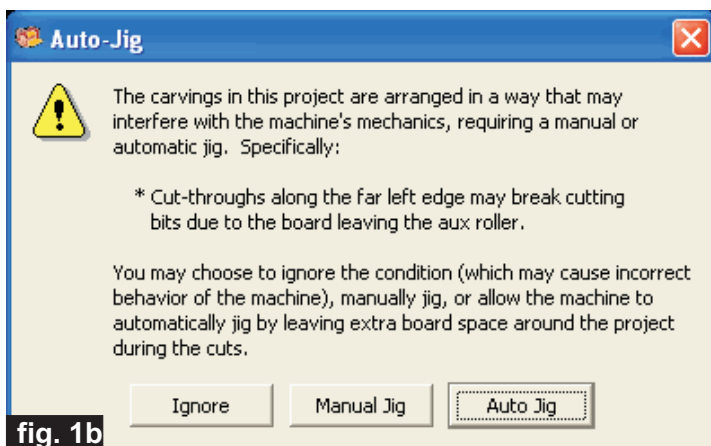 Auto-Jig
The carvings in this project are arranged in a way that may
interfere with the machine's mechanics, requiring a manual or
automatic jig.  Specifically:
* Cut-throughs along the far left edge may break cutting
bits due to the board leaving the aux roller.
You may choose to ignore the condition (which may cause incorrect
behavior of the machine), manually jig, or allow the machine to
automatically jig by leaving extra board space around the project
during the cuts.
Ignore Manual Jig Auto Jig
fig. 1b